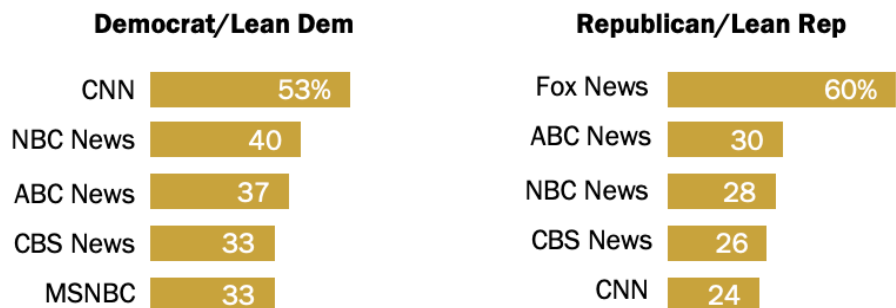 Democrat/Lean Dem
CNN 53%
NBC News 40
ABC News 37
CBS News 33
MSNBC 33
Republican/Lean Rep
Fox News 60%
ABC News 30
NBC News 28
CBS News 26
CNN 24